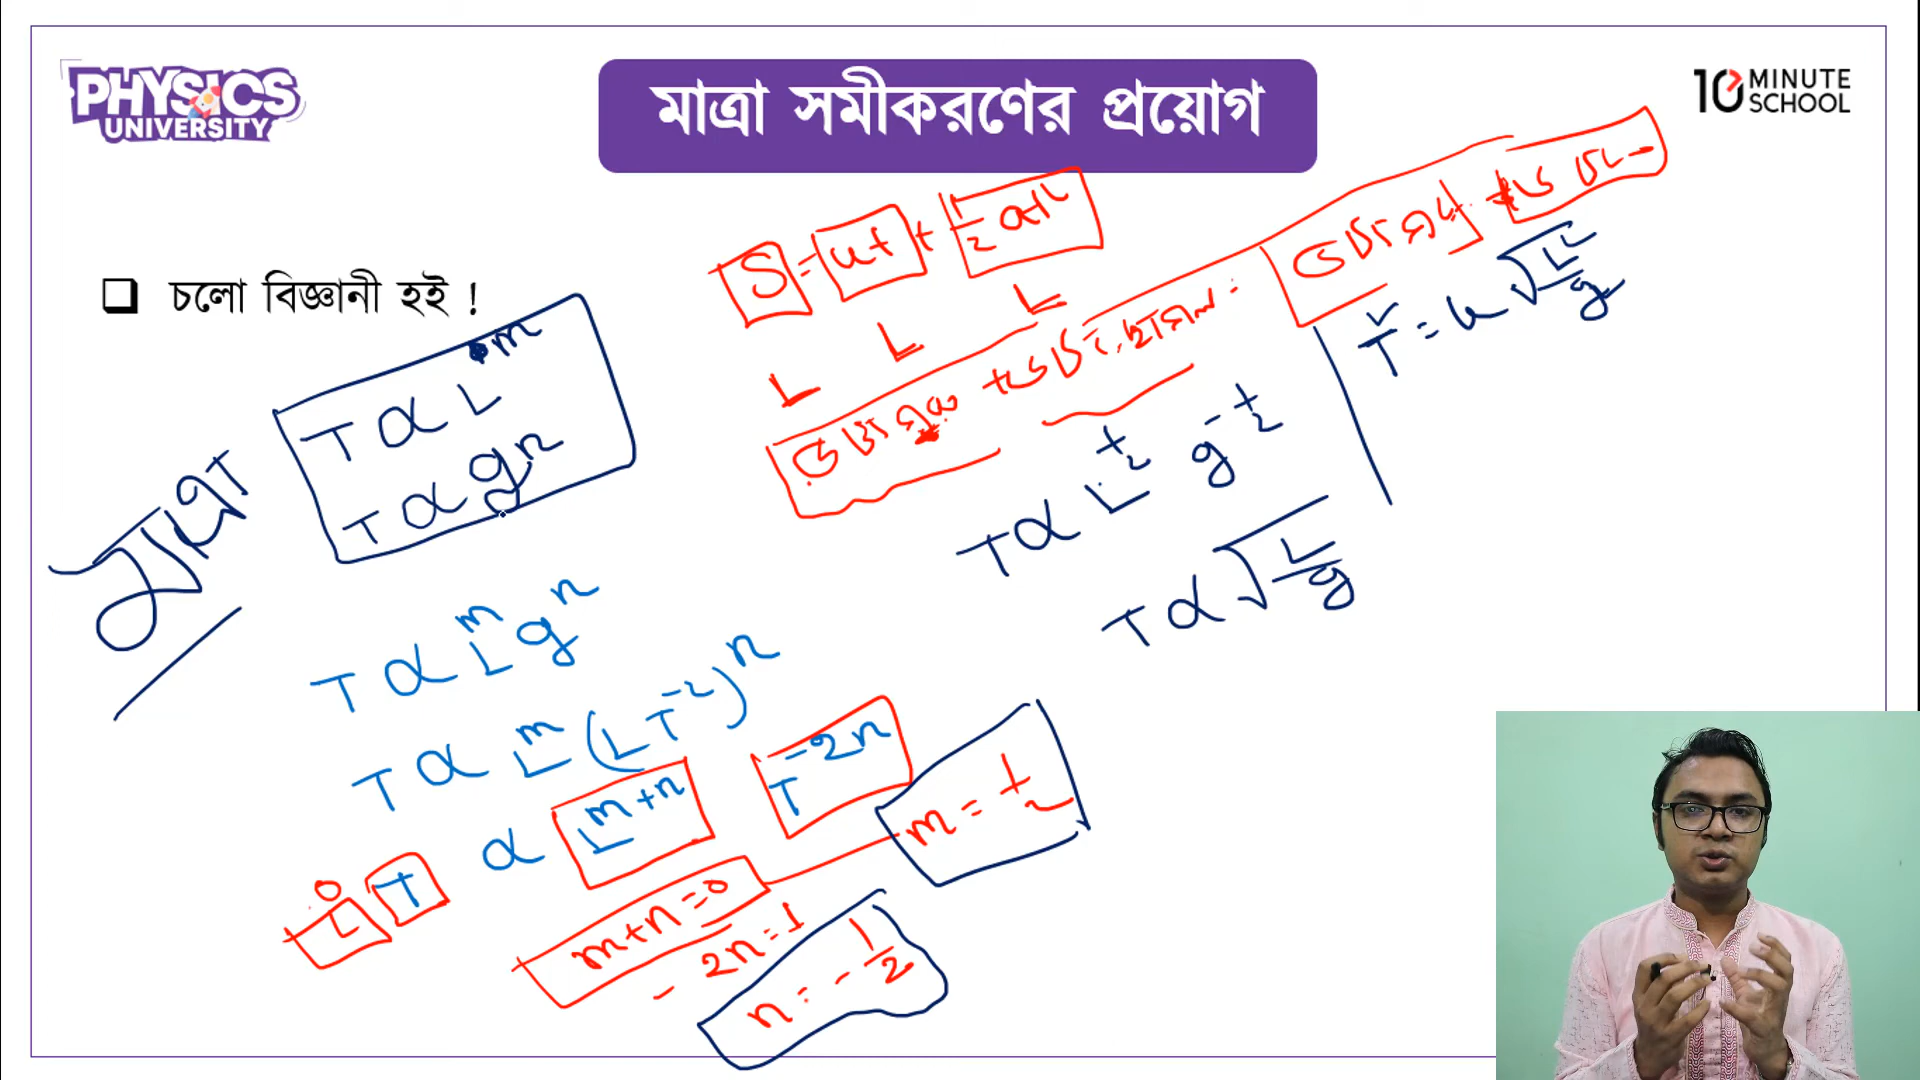 PHYSICS
UNIVERSITY
মাত্রা সমীকরণের প্রয়োগ
10 MINUTE
SCHOOL
❑ চলো বিজ্ঞানী হই !
S = ut + 1/2 at²
L L L
T ∝ L^m
T ∝ g^n
T = k √(L/g)
T ∝ L^(1/2) g^(-1/2)
T ∝ √(L/g)
T ∝ L^m g^n
T ∝ L^m (LT^-2)^n
L^0 T ∝ L^(m+n) T^(-2n)
m+n=0
m = 1/2
-2n=1
n = -1/2